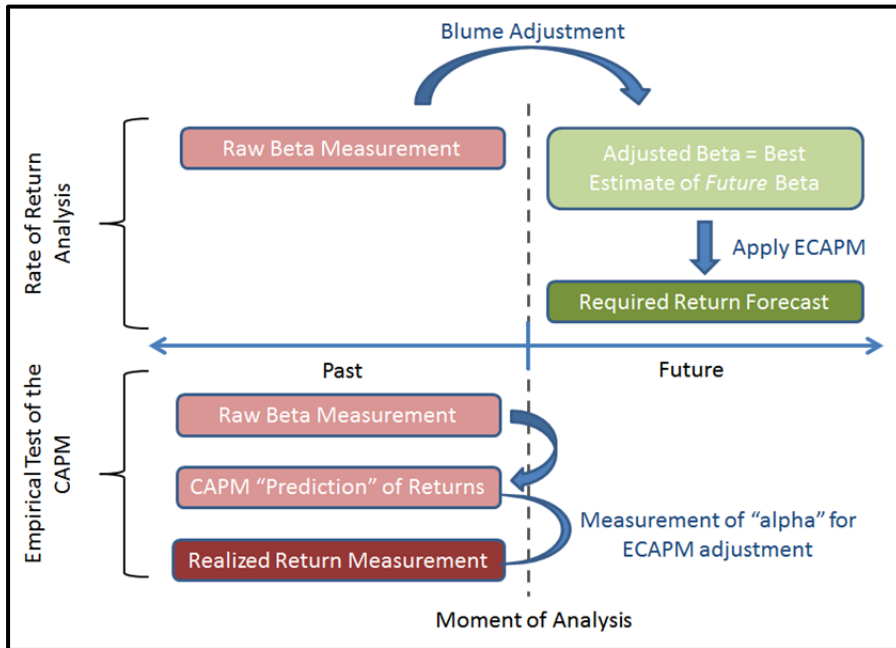 Blume Adjustment
Rate of Return
Analysis
Raw Beta Measurement
Adjusted Beta = Best
Estimate of Future Beta
Apply ECAPM
Required Return Forecast
Past
Future
Empirical Test of the
CAPM
Raw Beta Measurement
CAPM “Prediction” of Returns
Realized Return Measurement
Measurement of “alpha” for
ECAPM adjustment
Moment of Analysis